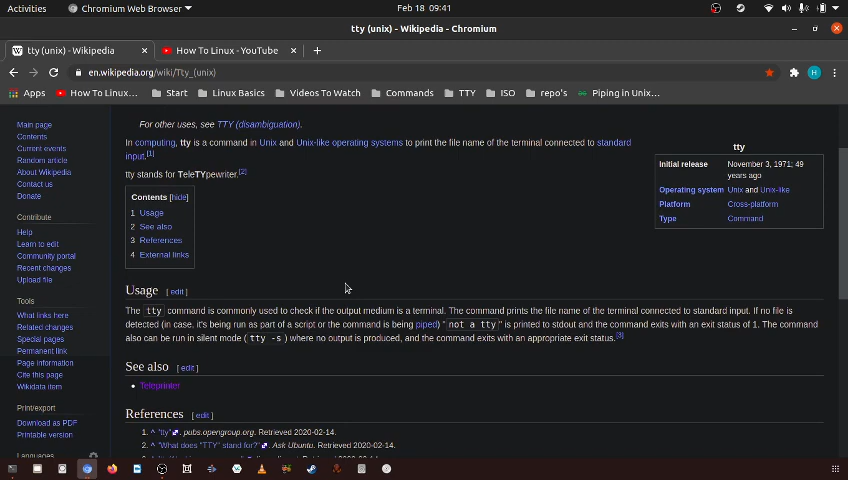 Activities Chromium Web Browser Feb 18 09:41
tty (unix) - Wikipedia - Chromium
tty (unix) - Wikipedia How To Linux - YouTube
en.wikipedia.org/wiki/Tty_(unix) H
Apps How To Linux... Start Linux Basics Videos To Watch Commands TTY ISO repo's Piping in Unix...
Main page
Contents
Current events
Random article
About Wikipedia
Contact us
Donate
Contribute
Help
Learn to edit
Community portal
Recent changes
Upload file
Tools
What links here
Related changes
Special pages
Permanent link
Page information
Cite this page
Wikidata item
Print/export
Download as PDF
Printable version
Languages
For other uses, see TTY (disambiguation).
In computing, tty is a command in Unix and Unix-like operating systems to print the file name of the terminal connected to standard
input.[1]
tty stands for TeleTYpewriter.[2]
Contents [hide]
1 Usage
2 See also
3 References
4 External links
tty
Initial release November 3, 1971; 49
years ago
Operating system Unix and Unix-like
Platform Cross-platform
Type Command
Usage [ edit ]
The tty command is commonly used to check if the output medium is a terminal. The command prints the file name of the terminal connected to standard input. If no file is
detected (in case, it's being run as part of a script or the command is being piped) "not a tty" is printed to stdout and the command exits with an exit status of 1. The command
also can be run in silent mode (tty -s) where no output is produced, and the command exits with an appropriate exit status.[3]
See also [ edit ]
Teleprinter
References [ edit ]
1. ^ "tty". pubs.opengroup.org. Retrieved 2020-02-14.
2. ^ "What does "TTY" stand for?". Ask Ubuntu. Retrieved 2020-02-14.